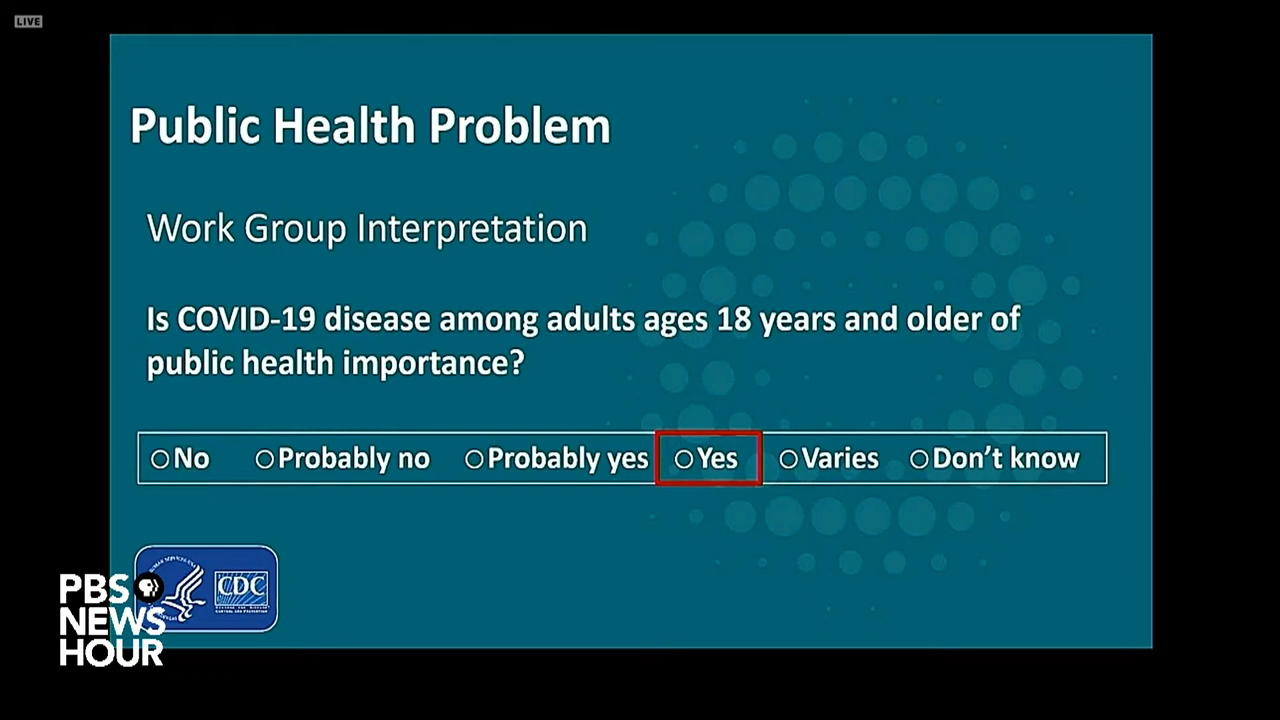 LIVE
Public Health Problem
Work Group Interpretation
Is COVID-19 disease among adults ages 18 years and older of
public health importance?
○No ○Probably no ○Probably yes ○Yes ○Varies ○Don't know
CDC
PBS
NEWS
HOUR